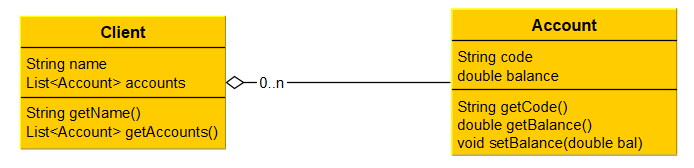 Client
String name
List<Account> accounts
String getName()
List<Account> getAccounts()
0..n
Account
String code
double balance
String getCode()
double getBalance()
void setBalance(double bal)